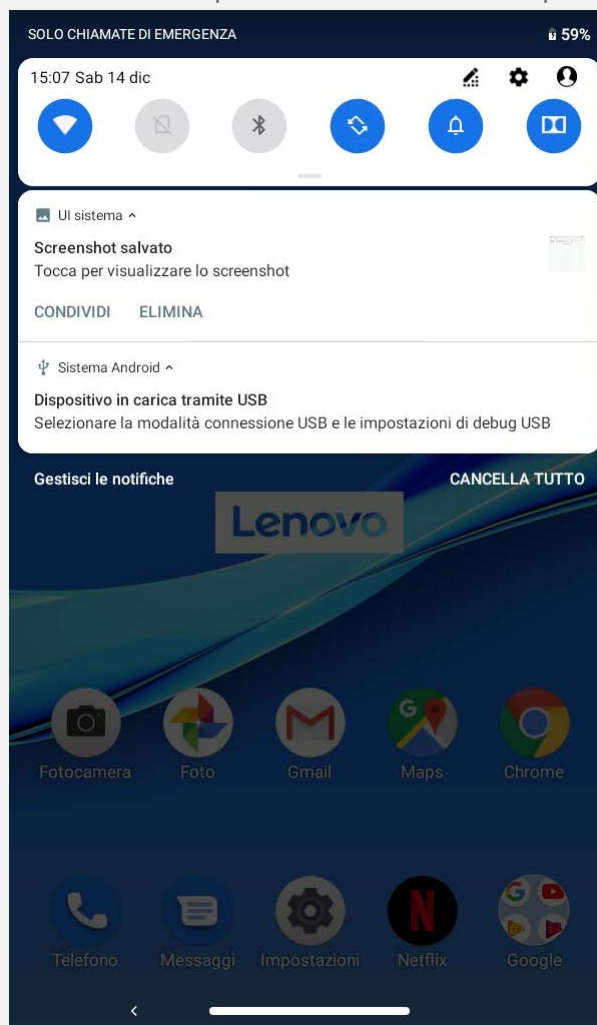 SOLO CHIAMATE DI EMERGENZA 59%
15:07 Sab 14 dic
UI sistema
Screenshot salvato
Tocca per visualizzare lo screenshot
CONDIVIDI ELIMINA
Sistema Android
Dispositivo in carica tramite USB
Selezionare la modalità connessione USB e le impostazioni di debug USB
Gestisci le notifiche CANCELLA TUTTO
Lenovo
Fotocamera Foto Gmail Maps Chrome
Telefono Messaggi Impostazioni Netflix Google